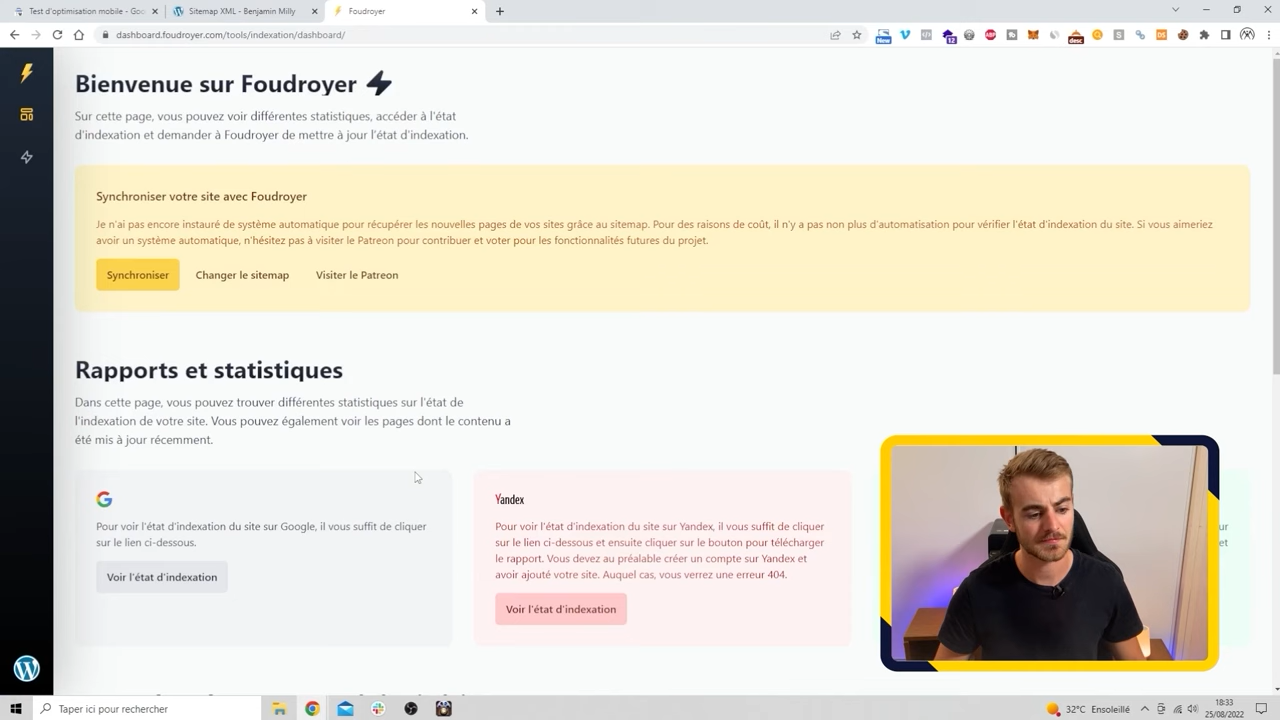 Test d'optimisation mobile - Goo
Sitemap XML - Benjamin Milly
Foudroyer
dashboard.foudroyer.com/tools/indexation/dashboard/
New
12
ABP
desc
DS
Bienvenue sur Foudroyer
Sur cette page, vous pouvez voir différentes statistiques, accéder à l'état
d'indexation et demander à Foudroyer de mettre à jour l'état d'indexation.
Synchroniser votre site avec Foudroyer
Je n'ai pas encore instauré de système automatique pour récupérer les nouvelles pages de vos sites grâce au sitemap. Pour des raisons de coût, il n'y a pas non plus d'automatisation pour vérifier l'état d'indexation du site. Si vous aimeriez
avoir un système automatique, n'hésitez pas à visiter le Patreon pour contribuer et voter pour les fonctionnalités futures du projet.
Synchroniser
Changer le sitemap
Visiter le Patreon
Rapports et statistiques
Dans cette page, vous pouvez trouver différentes statistiques sur l'état de
l'indexation de votre site. Vous pouvez également voir les pages dont le contenu a
été mis à jour récemment.
Pour voir l'état d'indexation du site sur Google, il vous suffit de cliquer
sur le lien ci-dessous.
Voir l'état d'indexation
Yandex
Pour voir l'état d'indexation du site sur Yandex, il vous suffit de cliquer
sur le lien ci-dessous et ensuite cliquer sur le bouton pour télécharger
le rapport. Vous devez au préalable créer un compte sur Yandex et
avoir ajouté votre site. Auquel cas, vous verrez une erreur 404.
Voir l'état d'indexation
Taper ici pour rechercher
32°C Ensoleillé
18:33
25/08/2022